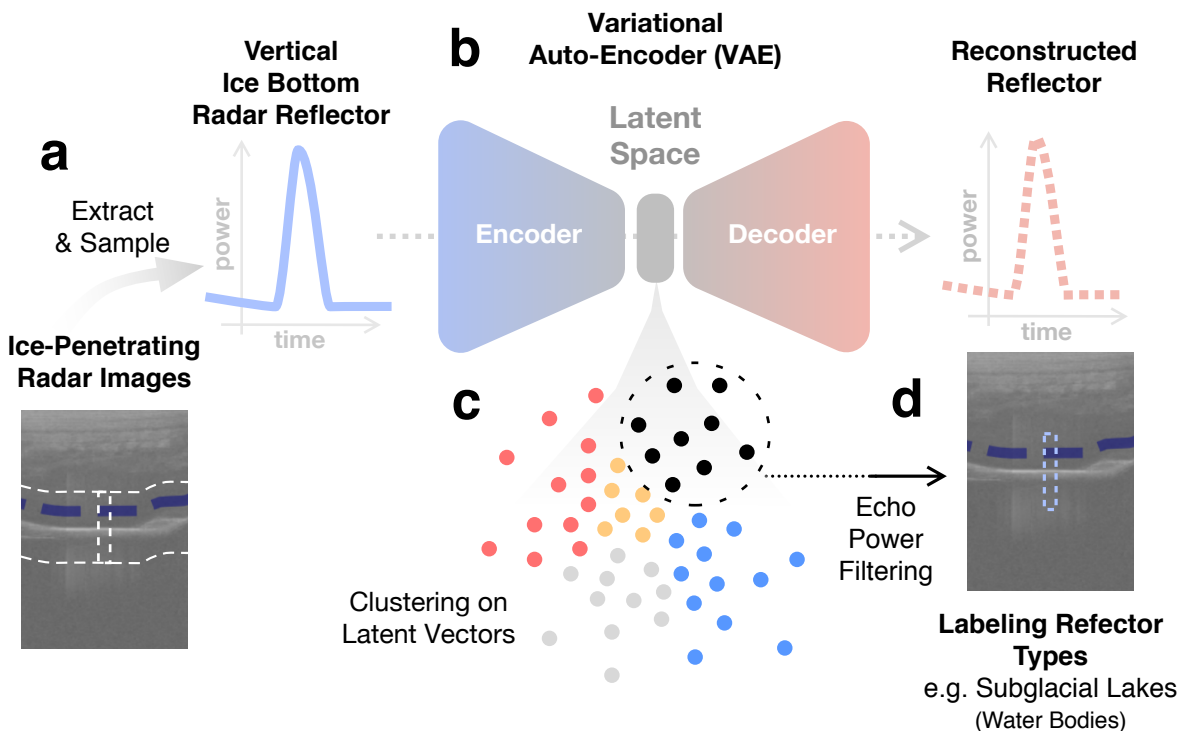 a
Extract
& Sample
Ice-Penetrating
Radar Images
Vertical
Ice Bottom
Radar Reflector
power
time
b
Variational
Auto-Encoder (VAE)
Latent
Space
Encoder
Decoder
Reconstructed
Reflector
power
time
c
Clustering on
Latent Vectors
d
Echo
Power
Filtering
Labeling Refector
Types
e.g. Subglacial Lakes
(Water Bodies)